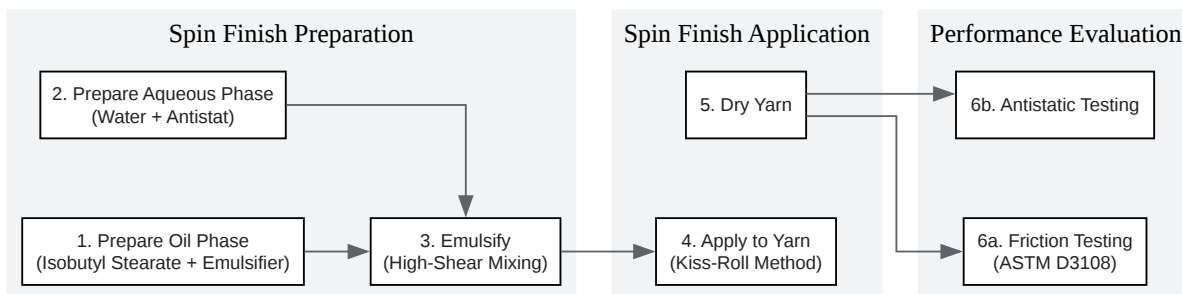 Spin Finish Preparation
Spin Finish Application
Performance Evaluation
2. Prepare Aqueous Phase
(Water + Antistat)
5. Dry Yarn
6b. Antistatic Testing
1. Prepare Oil Phase
(Isobutyl Stearate + Emulsifier)
3. Emulsify
(High-Shear Mixing)
4. Apply to Yarn
(Kiss-Roll Method)
6a. Friction Testing
(ASTM D3108)